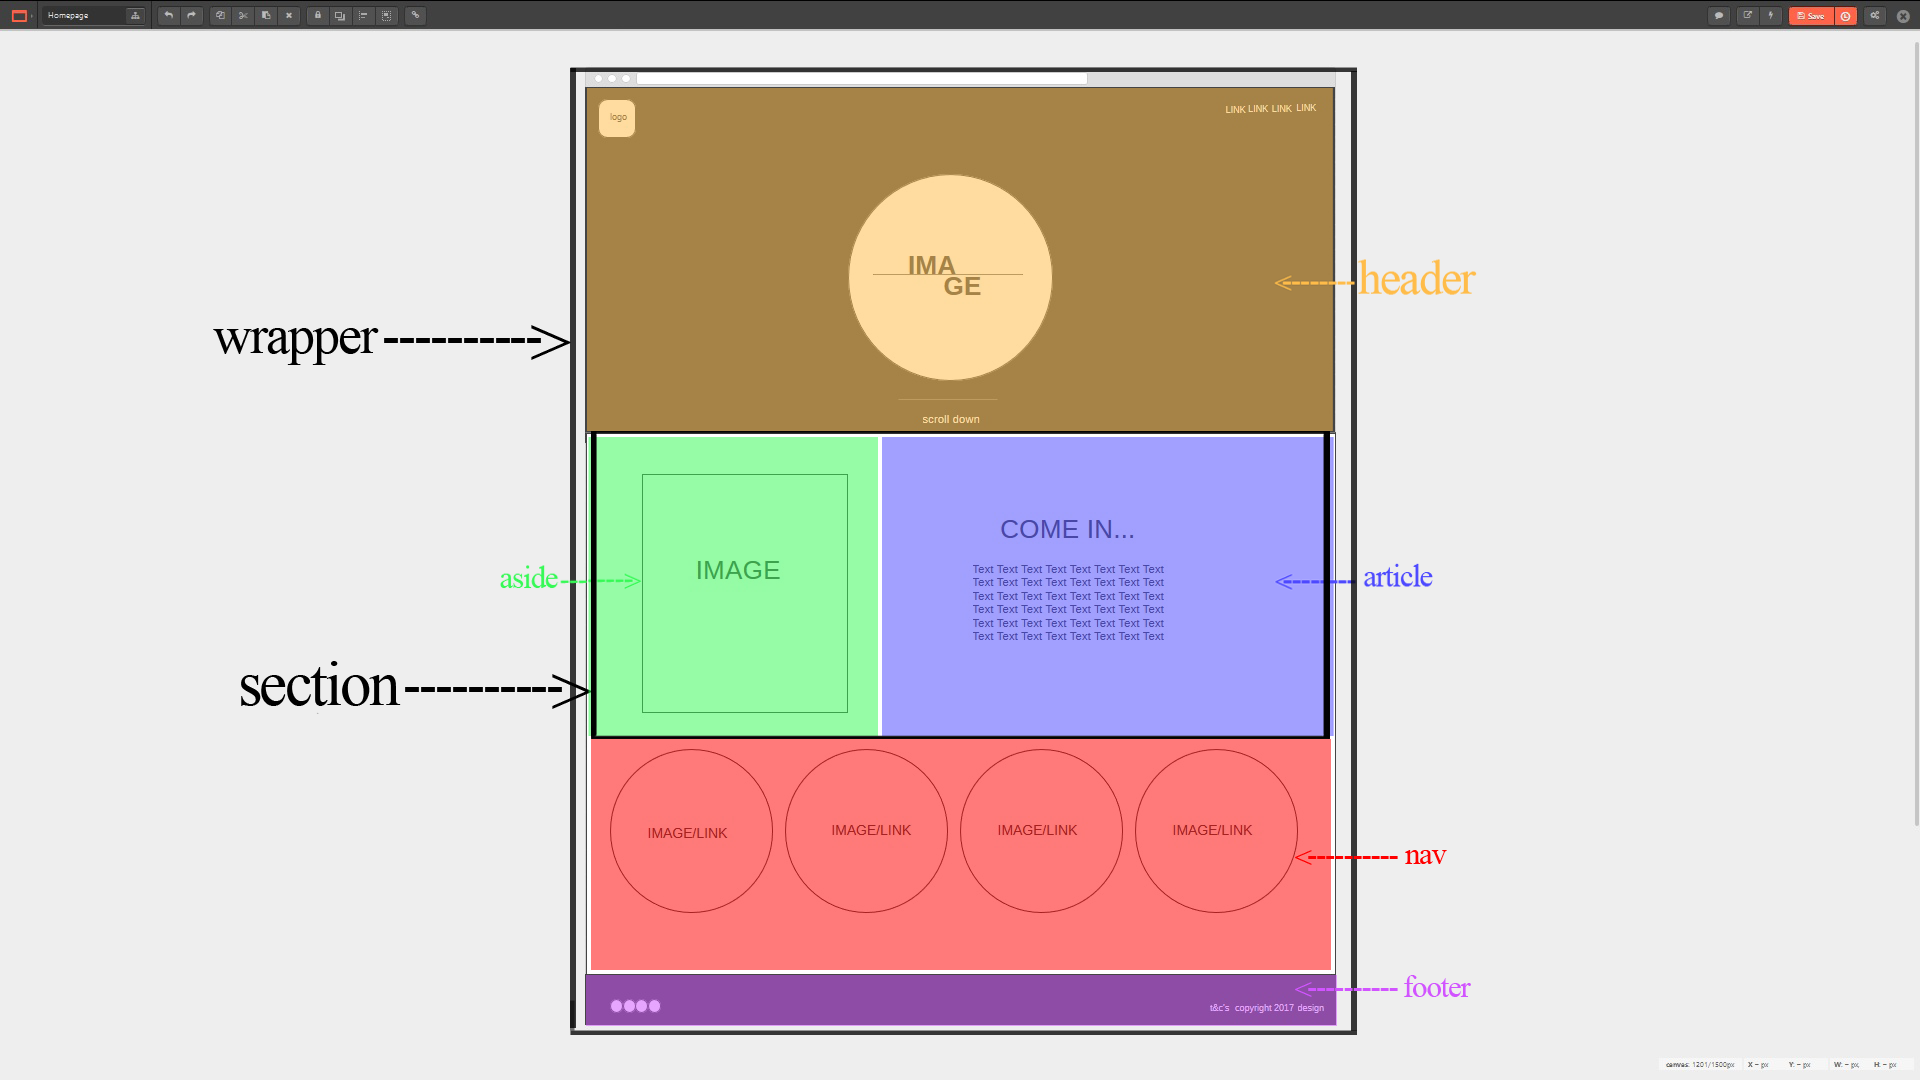 Homepage
Save
logo
LINK LINK LINK LINK
IMA
GE
header
wrapper
scroll down
COME IN...
IMAGE
Text Text Text Text Text Text Text Text
Text Text Text Text Text Text Text Text
Text Text Text Text Text Text Text Text
Text Text Text Text Text Text Text Text
Text Text Text Text Text Text Text Text
Text Text Text Text Text Text Text Text
aside
article
section
IMAGE/LINK IMAGE/LINK IMAGE/LINK IMAGE/LINK
nav
footer
t&c's copyright 2017 design
canvas: 1201/1500px X – px Y: – px W: – px H: – px